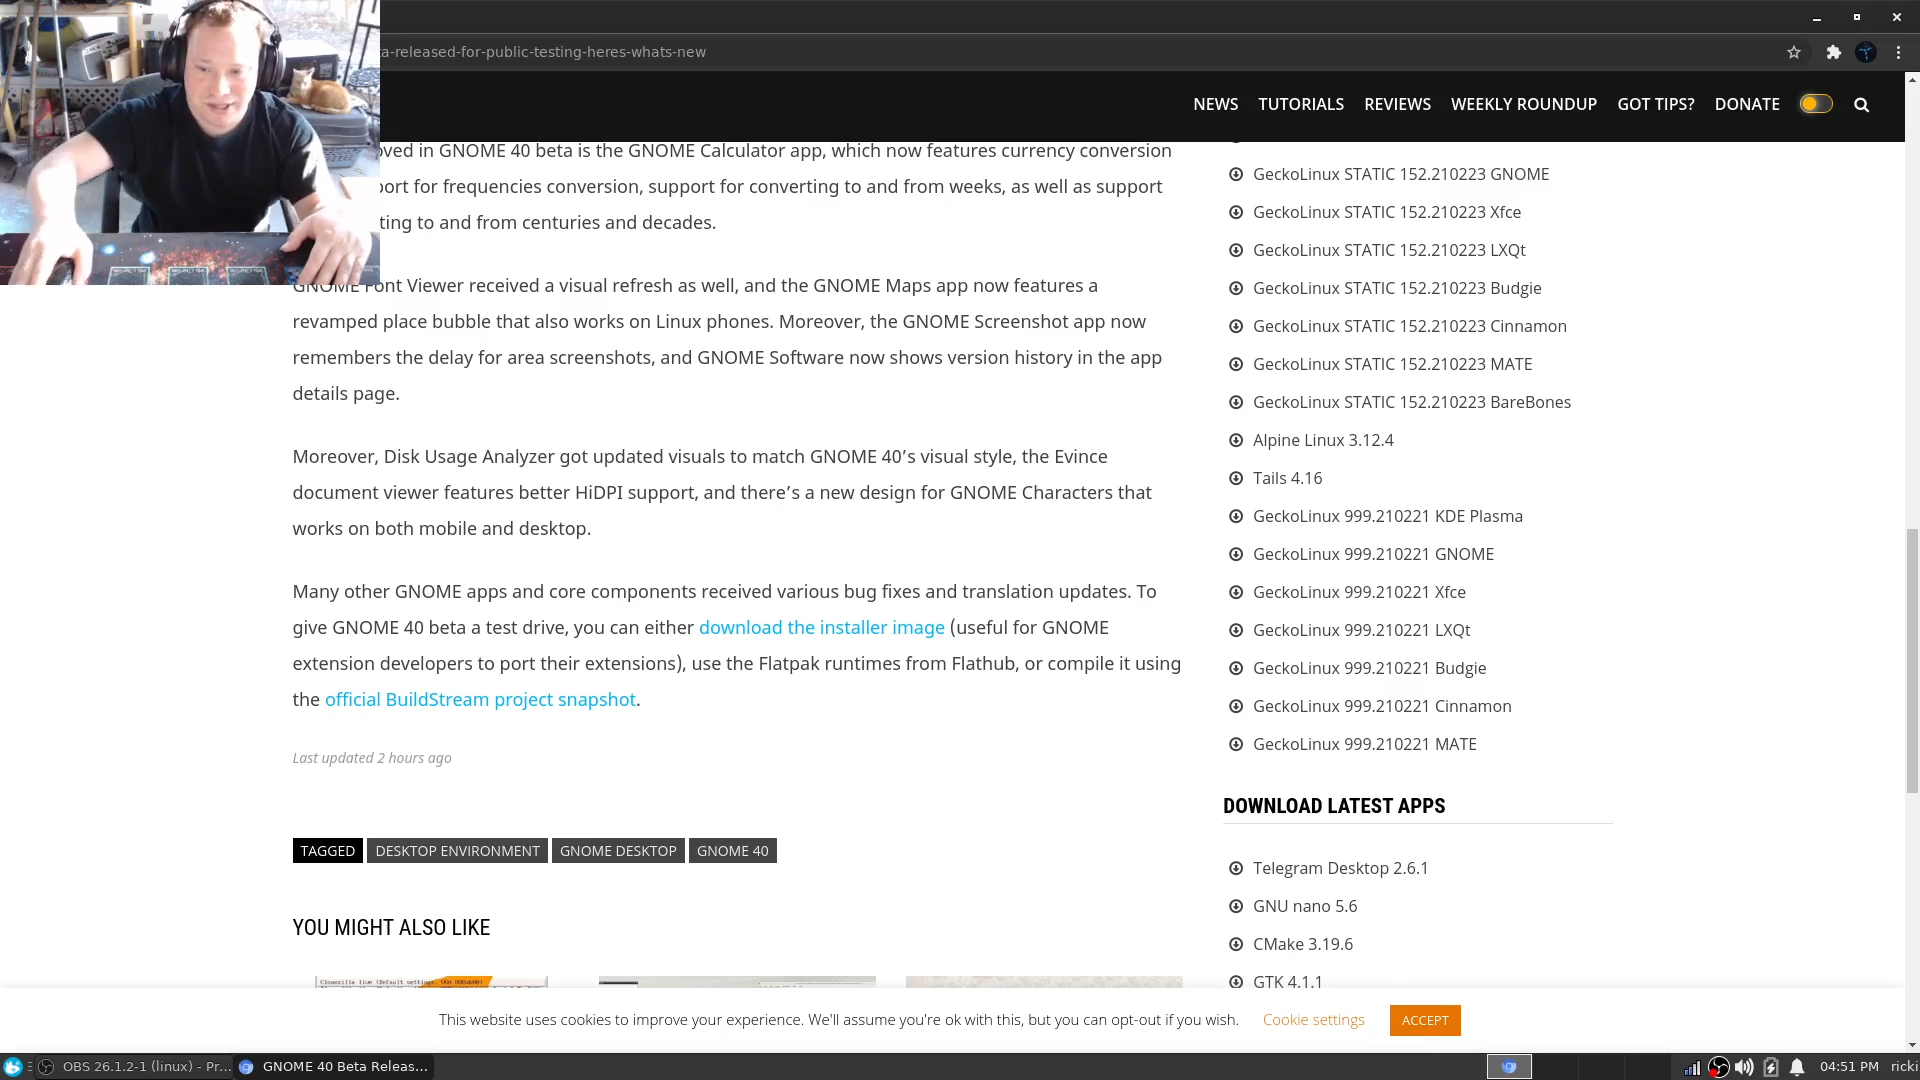 ta-released-for-public-testing-heres-whats-new
NEWS TUTORIALS REVIEWS WEEKLY ROUNDUP GOT TIPS? DONATE
in GNOME 40 beta is the GNOME Calculator app, which now features currency conversion
for frequencies conversion, support for converting to and from weeks, as well as support
to and from centuries and decades.
GNOME Font Viewer received a visual refresh as well, and the GNOME Maps app now features a
revamped place bubble that also works on Linux phones. Moreover, the GNOME Screenshot app now
remembers the delay for area screenshots, and GNOME Software now shows version history in the app
details page.
Moreover, Disk Usage Analyzer got updated visuals to match GNOME 40’s visual style, the Evince
document viewer features better HiDPI support, and there’s a new design for GNOME Characters that
works on both mobile and desktop.
Many other GNOME apps and core components received various bug fixes and translation updates. To
give GNOME 40 beta a test drive, you can either download the installer image (useful for GNOME
extension developers to port their extensions), use the Flatpak runtimes from Flathub, or compile it using
the official BuildStream project snapshot.
Last updated 2 hours ago
TAGGED DESKTOP ENVIRONMENT GNOME DESKTOP GNOME 40
YOU MIGHT ALSO LIKE
GeckoLinux STATIC 152.210223 GNOME
GeckoLinux STATIC 152.210223 Xfce
GeckoLinux STATIC 152.210223 LXQt
GeckoLinux STATIC 152.210223 Budgie
GeckoLinux STATIC 152.210223 Cinnamon
GeckoLinux STATIC 152.210223 MATE
GeckoLinux STATIC 152.210223 BareBones
Alpine Linux 3.12.4
Tails 4.16
GeckoLinux 999.210221 KDE Plasma
GeckoLinux 999.210221 GNOME
GeckoLinux 999.210221 Xfce
GeckoLinux 999.210221 LXQt
GeckoLinux 999.210221 Budgie
GeckoLinux 999.210221 Cinnamon
GeckoLinux 999.210221 MATE
DOWNLOAD LATEST APPS
Telegram Desktop 2.6.1
GNU nano 5.6
CMake 3.19.6
GTK 4.1.1
This website uses cookies to improve your experience. We'll assume you're ok with this, but you can opt-out if you wish. Cookie settings ACCEPT
OBS 26.1.2-1 (linux) - Pr... GNOME 40 Beta Releas... 04:51 PM ricki